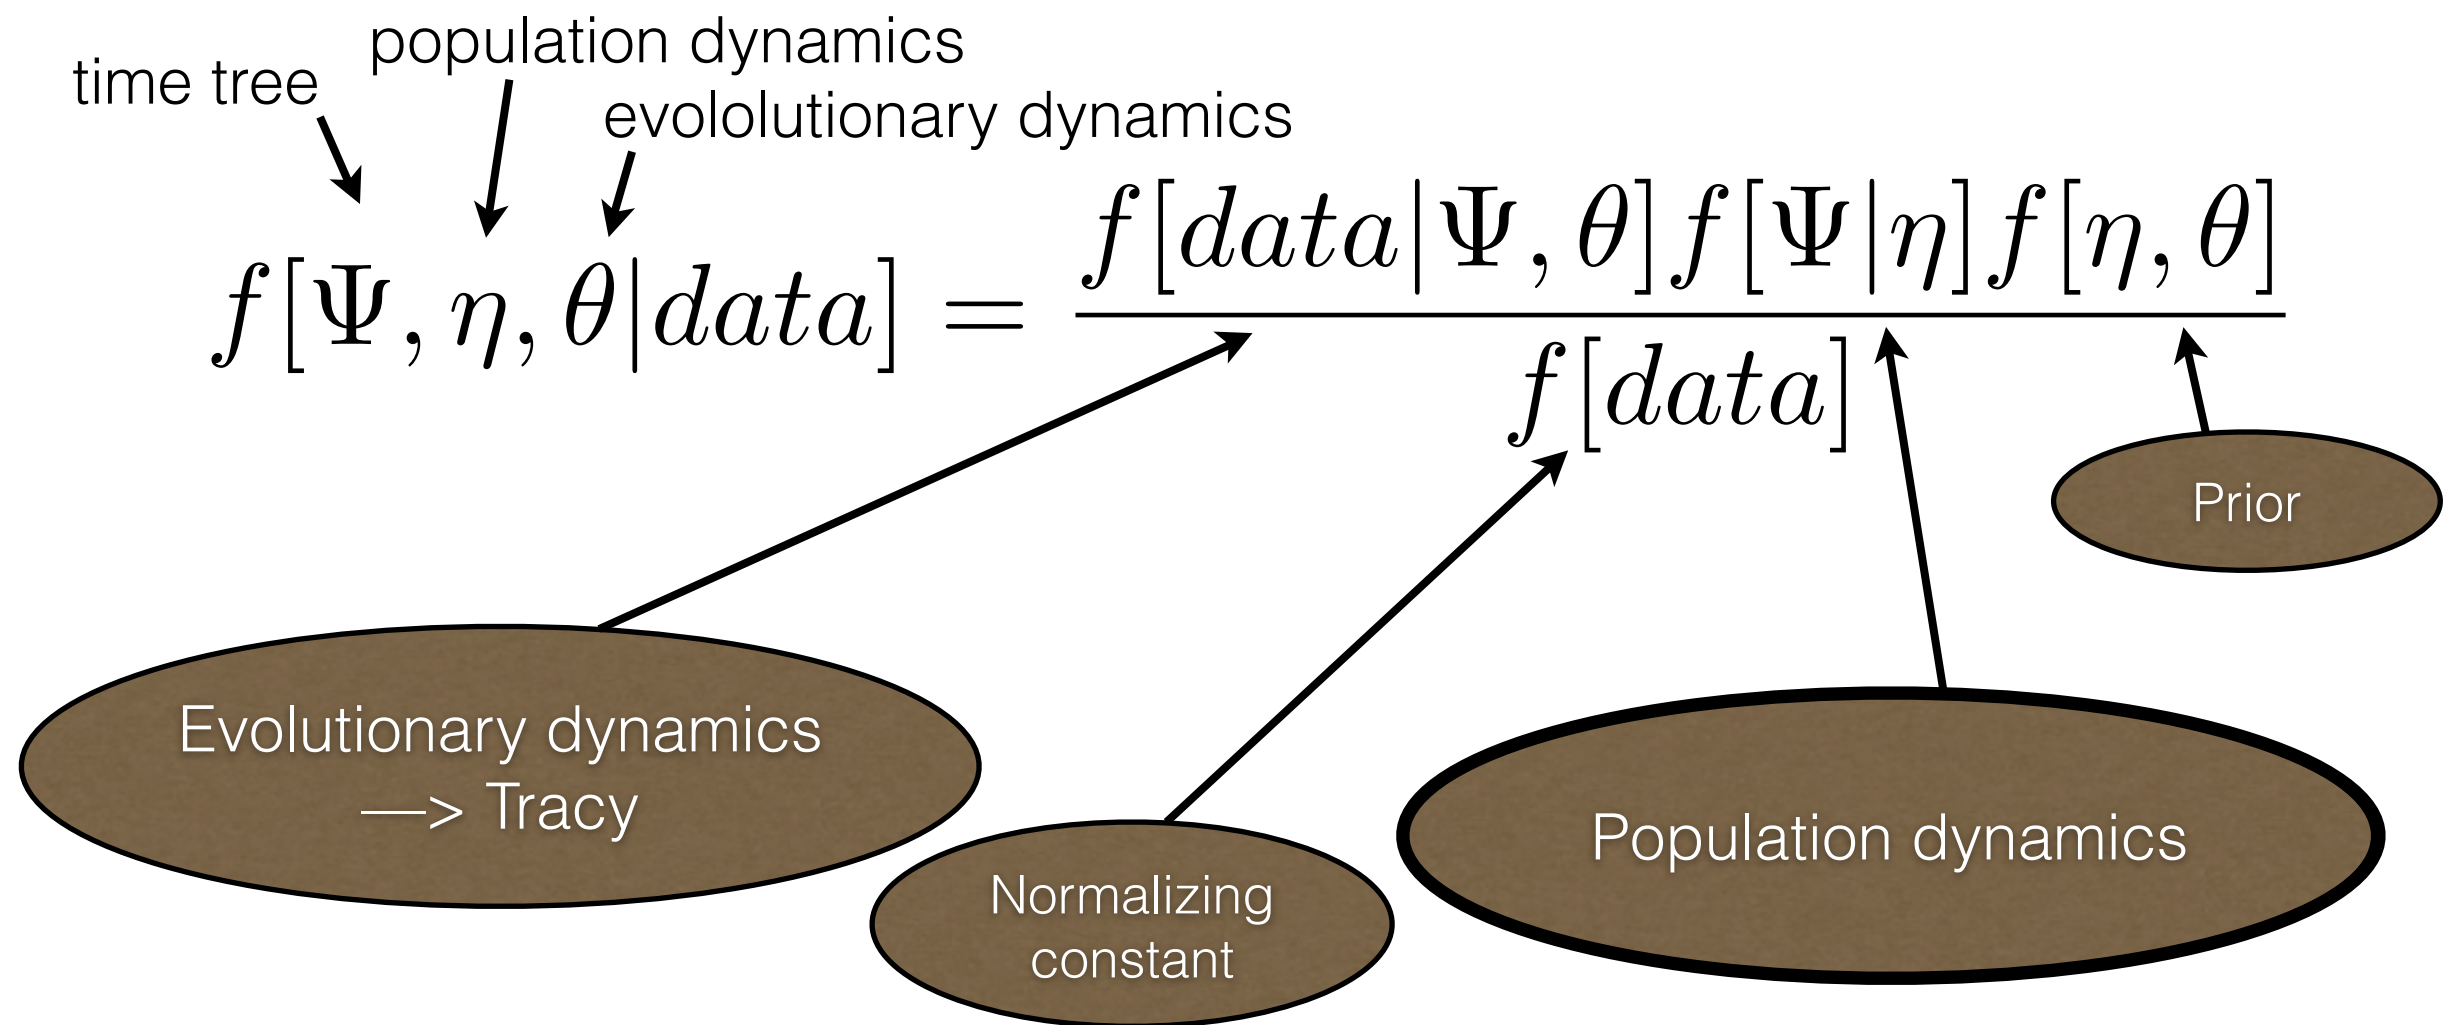 population dynamics
time tree
evololutionary dynamics
f[Ψ, η, θ|data] = f[data|Ψ, θ]f[Ψ|η]f[η, θ] / f[data]
Prior
Evolutionary dynamics
—> Tracy
Population dynamics
Normalizing
constant